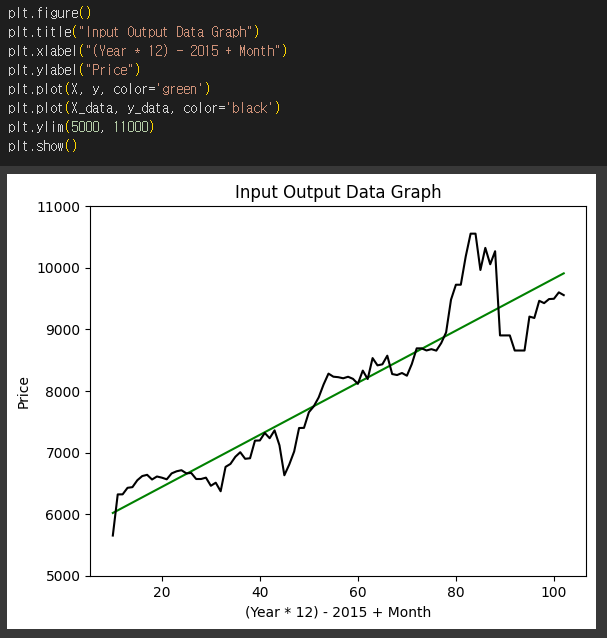 plt.figure()
plt.title("Input Output Data Graph")
plt.xlabel("(Year * 12) - 2015 + Month")
plt.ylabel("Price")
plt.plot(X, y, color='green')
plt.plot(X_data, y_data, color='black')
plt.ylim(5000, 11000)
plt.show()
Input Output Data Graph
11000
10000
9000
8000
7000
6000
5000
Price
20 40 60 80 100
(Year * 12) - 2015 + Month